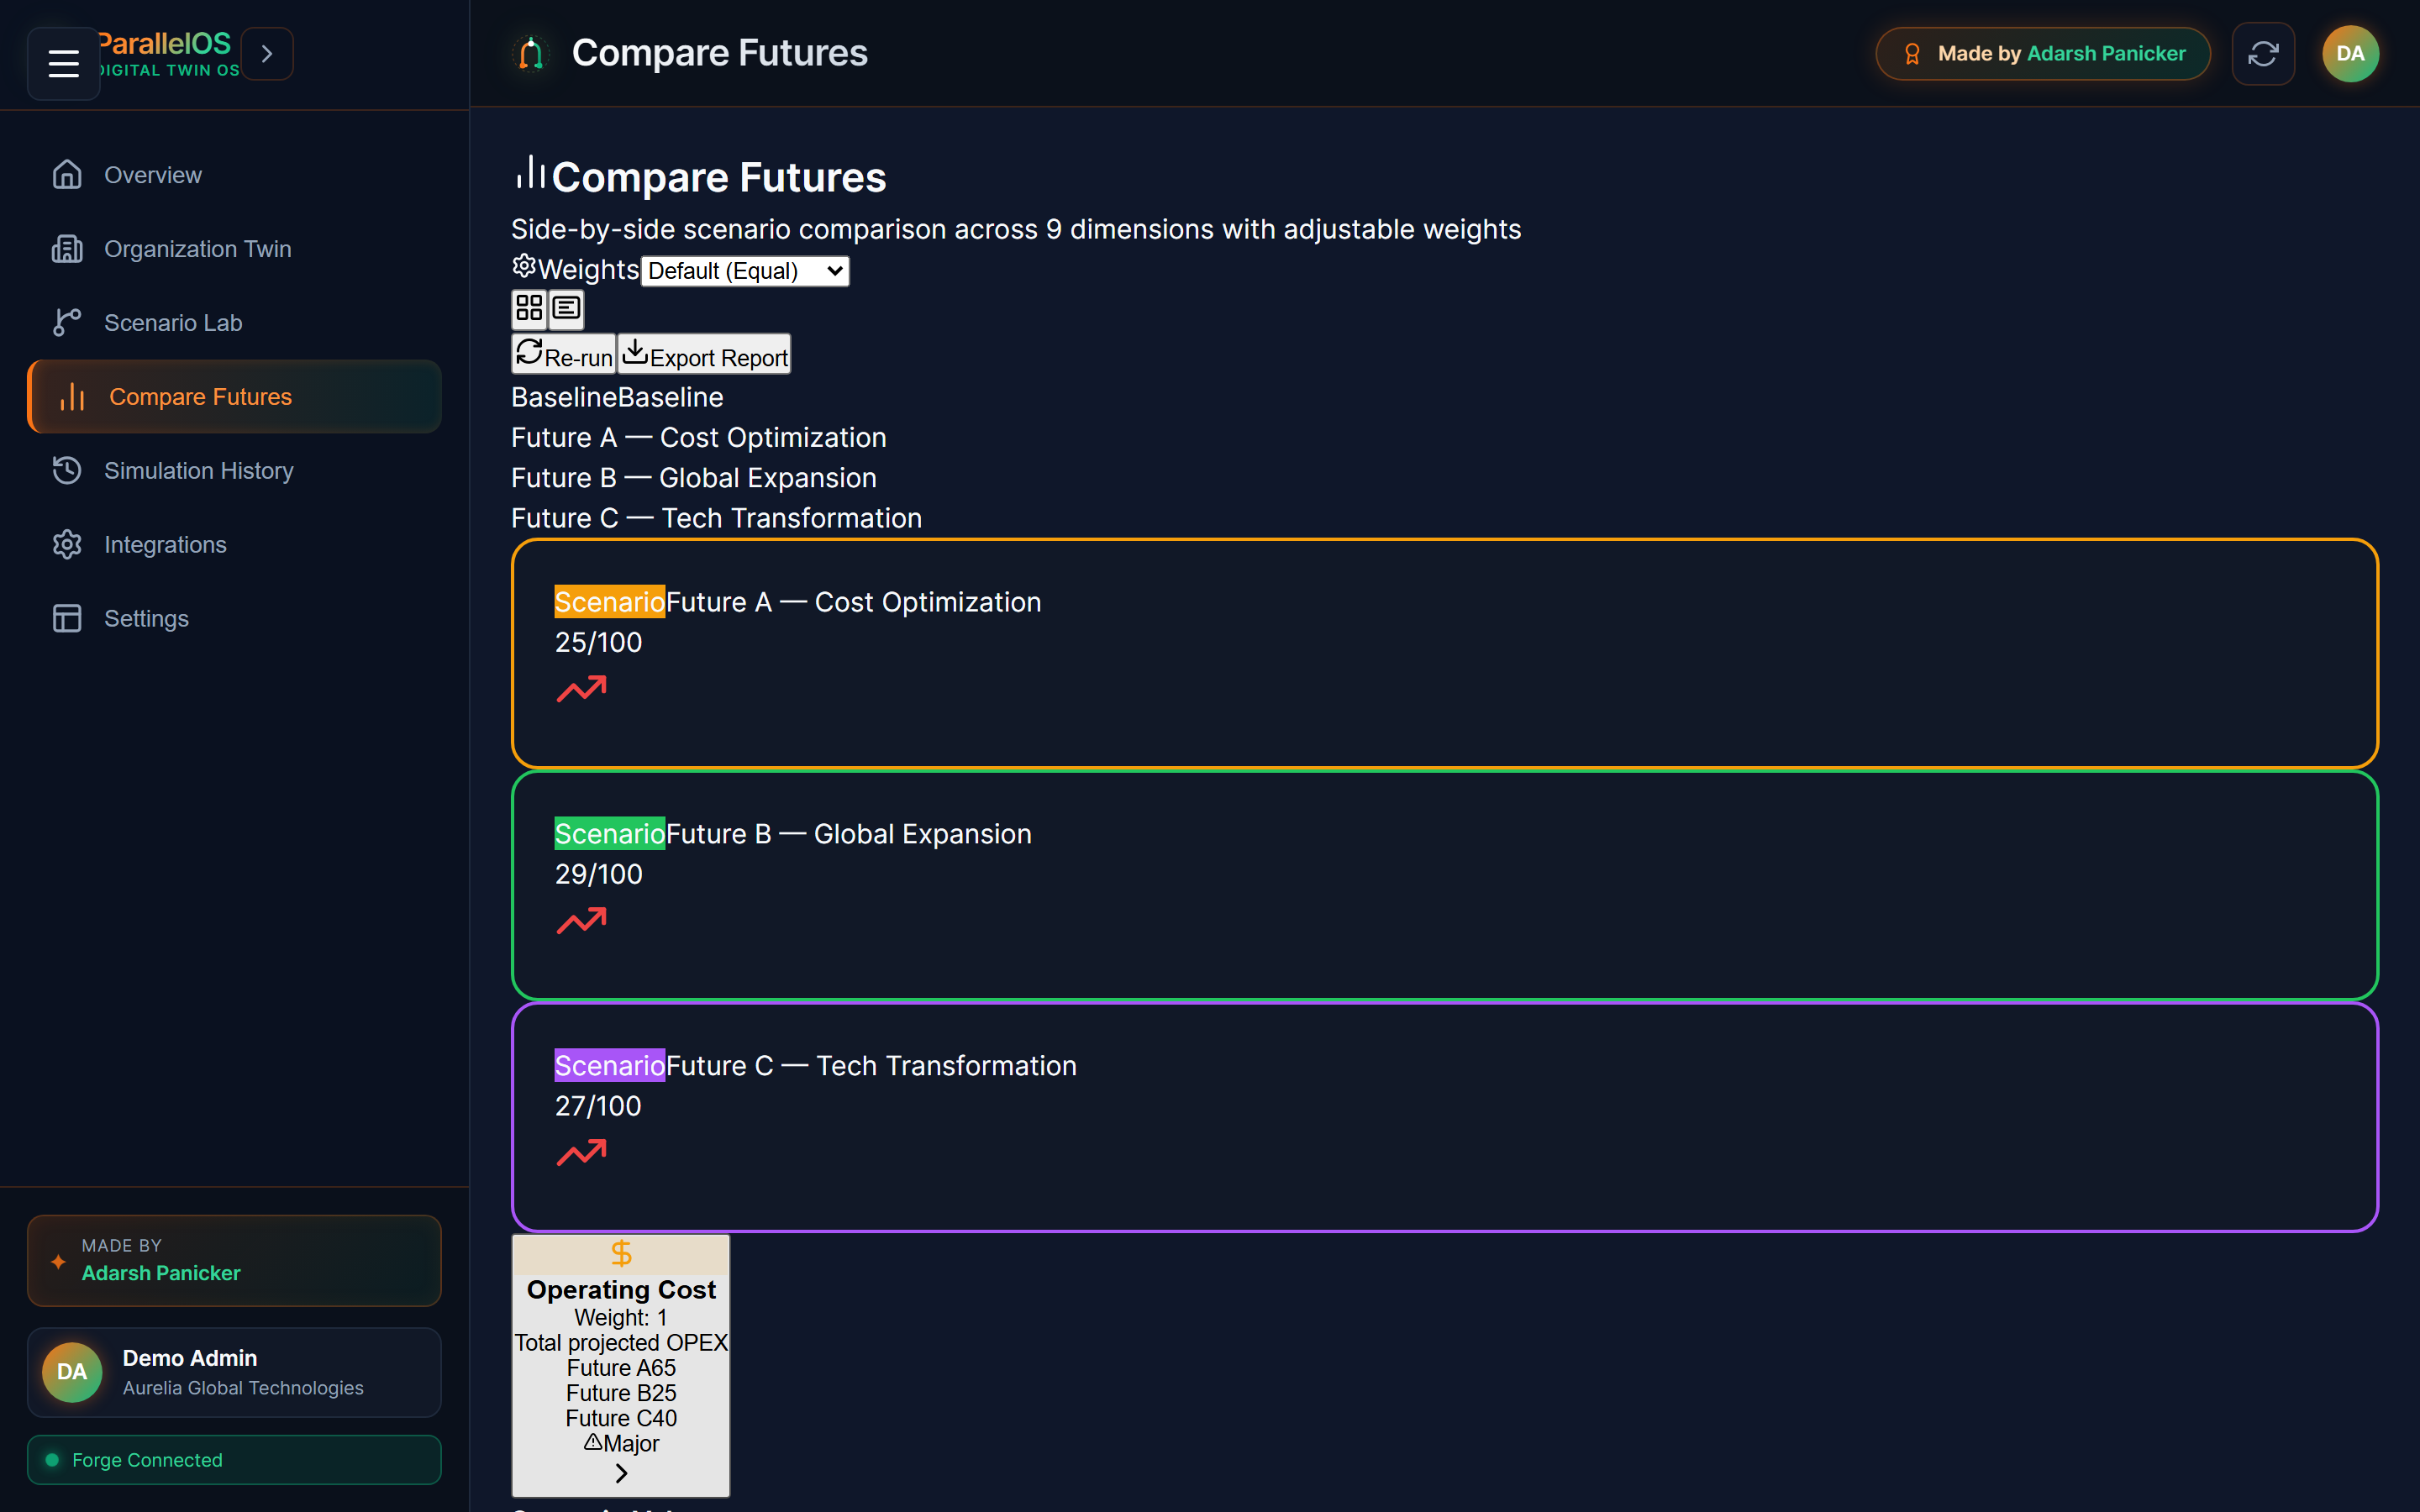 ParallelOS
DIGITAL TWIN OS
Overview
Organization Twin
Scenario Lab
Compare Futures
Simulation History
Integrations
Settings
MADE BY
Adarsh Panicker
DA
Demo Admin
Aurelia Global Technologies
Forge Connected
Compare Futures
Made by Adarsh Panicker
DA
Compare Futures
Side-by-side scenario comparison across 9 dimensions with adjustable weights
Weights Default (Equal)
Re-run Export Report
BaselineBaseline
Future A — Cost Optimization
Future B — Global Expansion
Future C — Tech Transformation
ScenarioFuture A — Cost Optimization
25/100
ScenarioFuture B — Global Expansion
29/100
ScenarioFuture C — Tech Transformation
27/100
$
Operating Cost
Weight: 1
Total projected OPEX
Future A65
Future B25
Future C40
Major